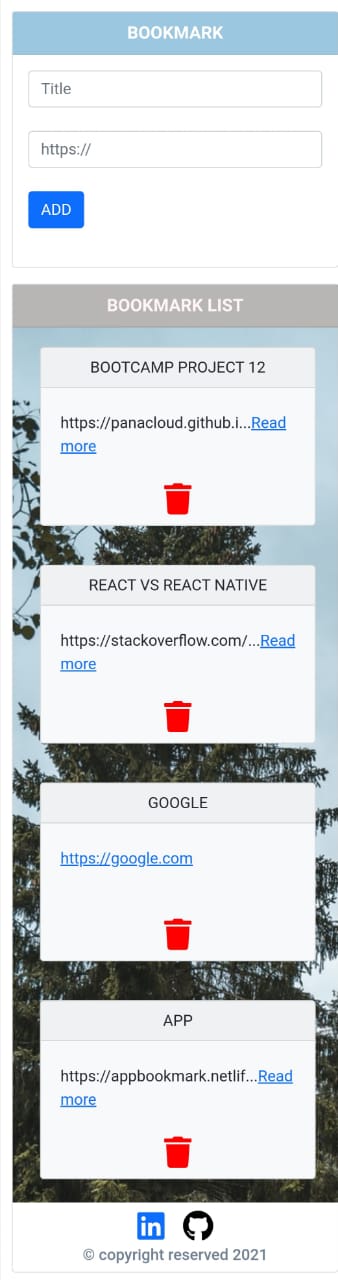 BOOKMARK
Title
https://
ADD
BOOKMARK LIST
BOOTCAMP PROJECT 12
https://panacloud.github.i...Read
more
REACT VS REACT NATIVE
https://stackoverflow.com/...Read
more
GOOGLE
https://google.com
APP
https://appbookmark.netlif...Read
more
in
© copyright reserved 2021